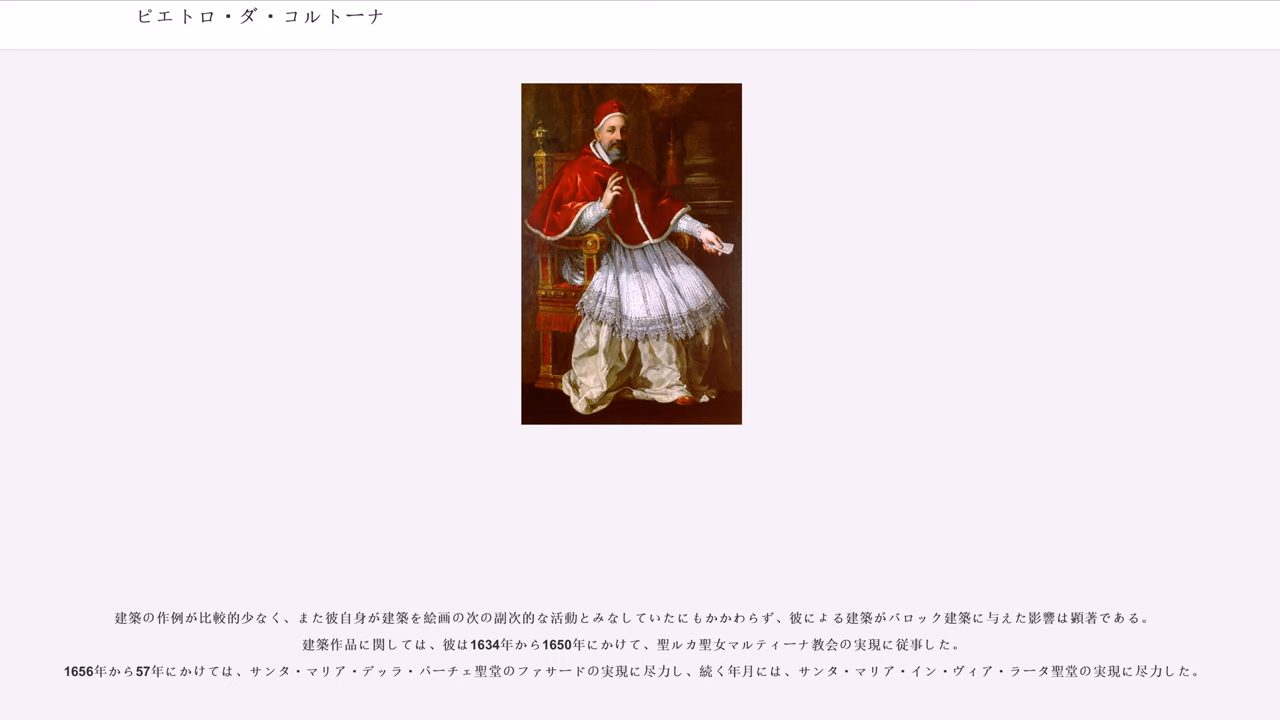 ピエトロ・ダ・コルトーナ
建築の作例が比較的少なく、また彼自身が建築を絵画の次の副次的な活動とみなしていたにもかかわらず、彼による建築がバロック建築に与えた影響は顕著である。
建築作品に関しては、彼は1634年から1650年にかけて、聖ルカ聖女マルティーナ教会の実現に従事した。
1656年から57年にかけては、サンタ・マリア・デッラ・パーチェ聖堂のファサードの実現に尽力し、続く年月には、サンタ・マリア・イン・ヴィア・ラータ聖堂の実現に尽力した。